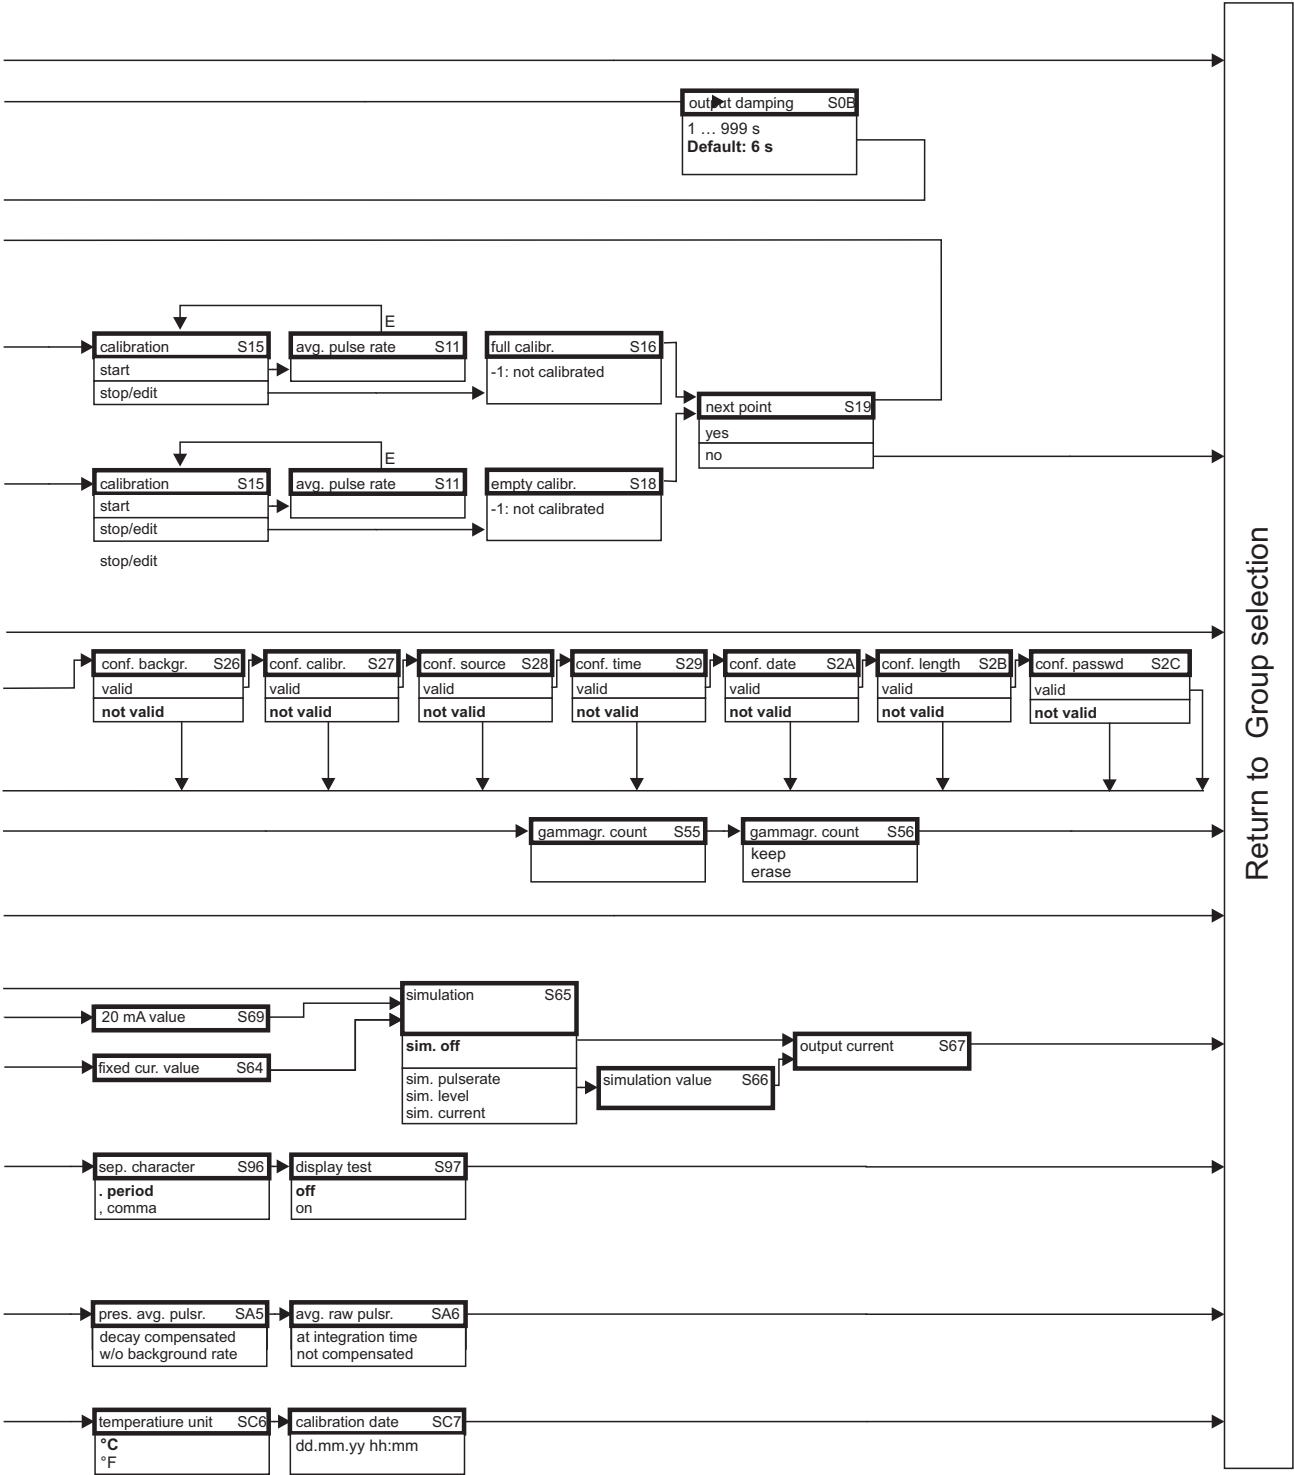 output damping S0B
1 … 999 s
Default: 6 s
E
calibration S15
start
stop/edit
avg. pulse rate S11
full calibr. S16
-1: not calibrated
next point S19
yes
no
E
calibration S15
start
stop/edit
avg. pulse rate S11
empty calibr. S18
-1: not calibrated
stop/edit
conf. backgr. S26
valid
not valid
conf. calibr. S27
valid
not valid
conf. source S28
valid
not valid
conf. time S29
valid
not valid
conf. date S2A
valid
not valid
conf. length S2B
valid
not valid
conf. passwd S2C
valid
not valid
gammagr. count S55
gammagr. count S56
keep
erase
20 mA value S69
fixed cur. value S64
simulation S65
sim. off
sim. pulserate
sim. level
sim. current
simulation value S66
output current S67
sep. character S96
. period
, comma
display test S97
off
on
pres. avg. pulsr. SA5
decay compensated
w/o background rate
avg. raw pulsr. SA6
at integration time
not compensated
temperatiure unit SC6
°C
°F
calibration date SC7
dd.mm.yy hh:mm
Return to Group selection